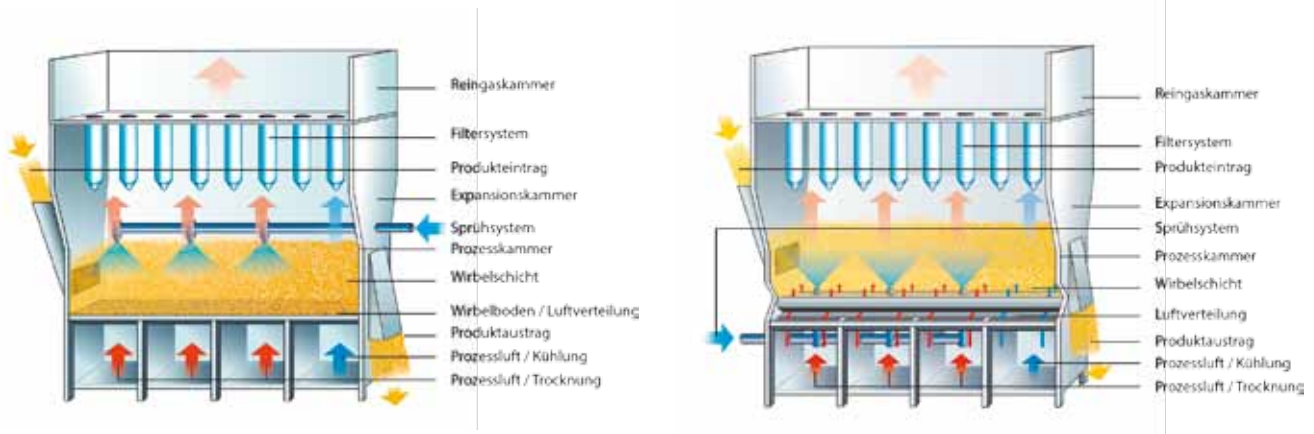 Reingaskammer
Filtersystem
Produkteintrag
Expansionskammer
Sprühsystem
Prozesskammer
Wirbelschicht
Wirbelboden / Luftverteilung
Produktaustrag
Prozessluft / Kühlung
Prozessluft / Trocknung
Reingaskammer
Filtersystem
Produkteintrag
Expansionskammer
Sprühsystem
Prozesskammer
Wirbelschicht
Luftverteilung
Produktaustrag
Prozessluft / Kühlung
Prozessluft / Trocknung